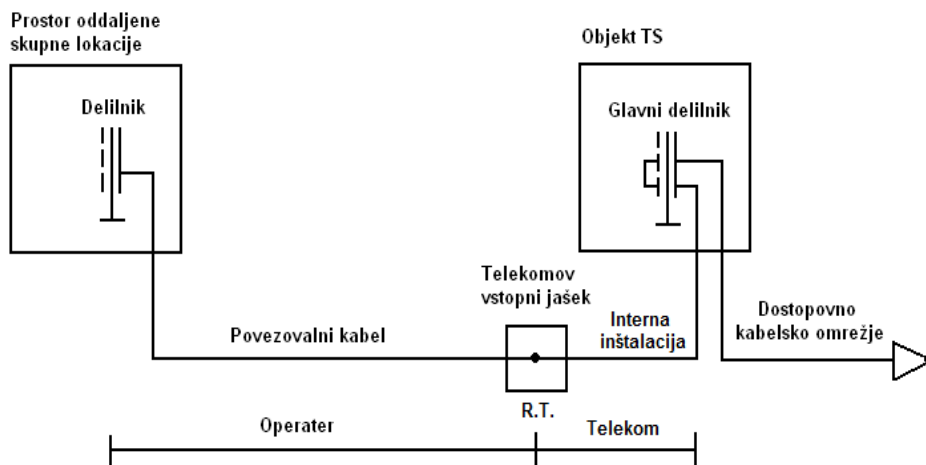 Prostor oddaljene
skupne lokacije
Objekt TS
Delilnik
Glavni delilnik
Telekomov
vstopni jašek
Povezovalni kabel
Interna
inštalacija
Dostopovno
kabelsko omrežje
R.T.
Operater
Telekom